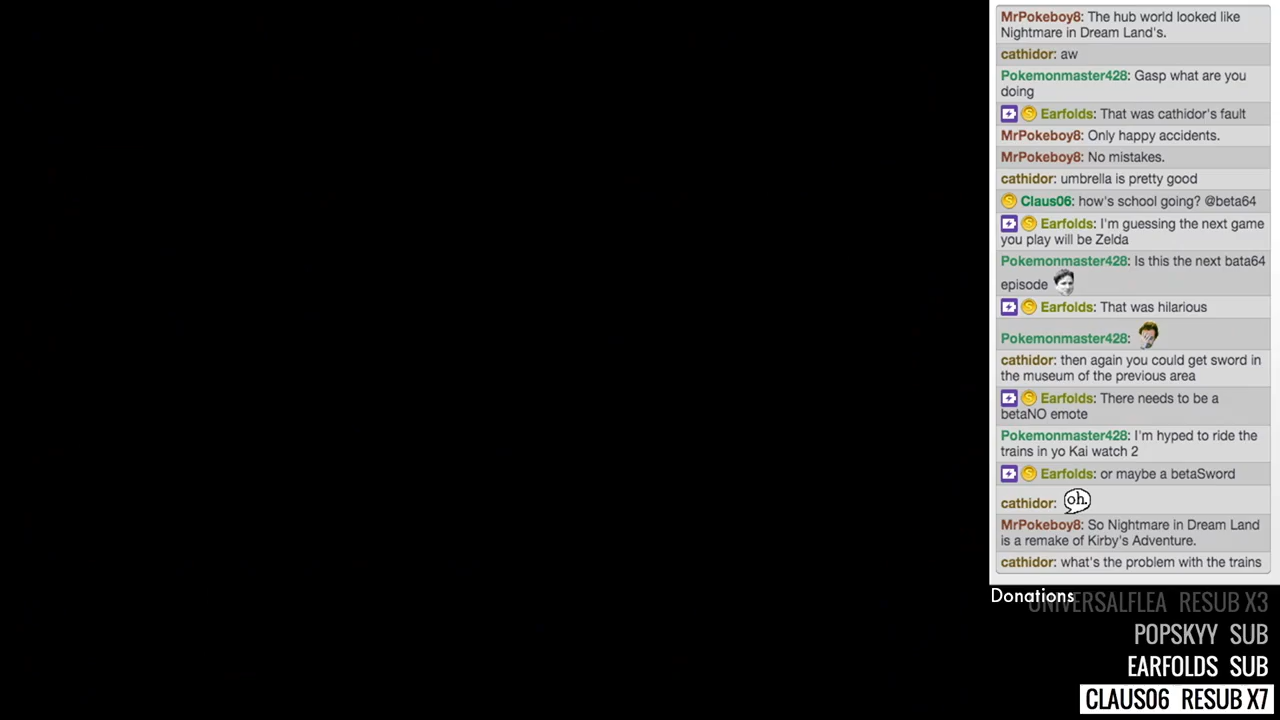 MrPokeboy8: The hub world looked like
Nightmare in Dream Land's.
cathidor: aw
Pokemonmaster428: Gasp what are you
doing
Earfolds: That was cathidor's fault
MrPokeboy8: Only happy accidents.
MrPokeboy8: No mistakes.
cathidor: umbrella is pretty good
Claus06: how's school going? @beta64
Earfolds: I'm guessing the next game
you play will be Zelda
Pokemonmaster428: Is this the next bata64
episode
Earfolds: That was hilarious
Pokemonmaster428:
cathidor: then again you could get sword in
the museum of the previous area
Earfolds: There needs to be a
betaNO emote
Pokemonmaster428: I'm hyped to ride the
trains in yo Kai watch 2
Earfolds: or maybe a betaSword
cathidor: oh.
MrPokeboy8: So Nightmare in Dream Land
is a remake of Kirby's Adventure.
cathidor: what's the problem with the trains
Donations
UNIVERSALFLEA RESUB X3
POPSKYY SUB
EARFOLDS SUB
CLAUS06 RESUB X7